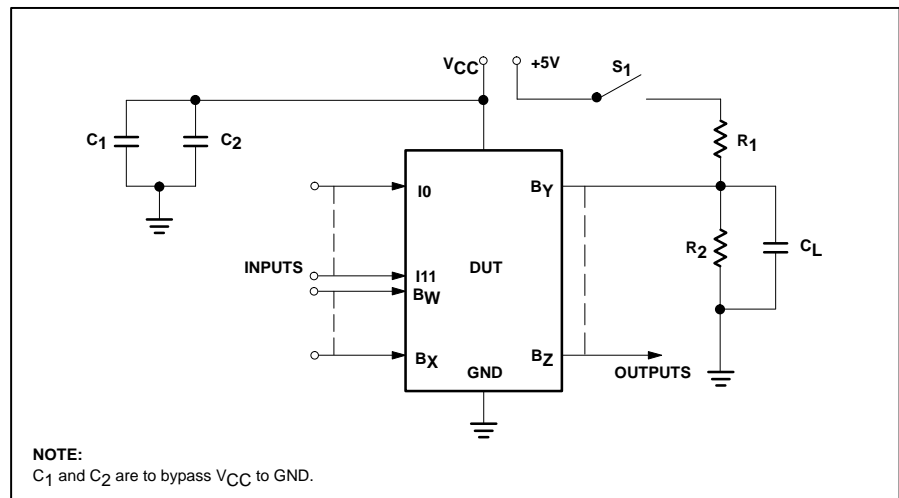 VCC
+5V
S1
C1
C2
R1
I0
BY
R2
CL
INPUTS
I11
DUT
BW
BX
GND
BZ
OUTPUTS
NOTE:
C1 and C2 are to bypass VCC to GND.